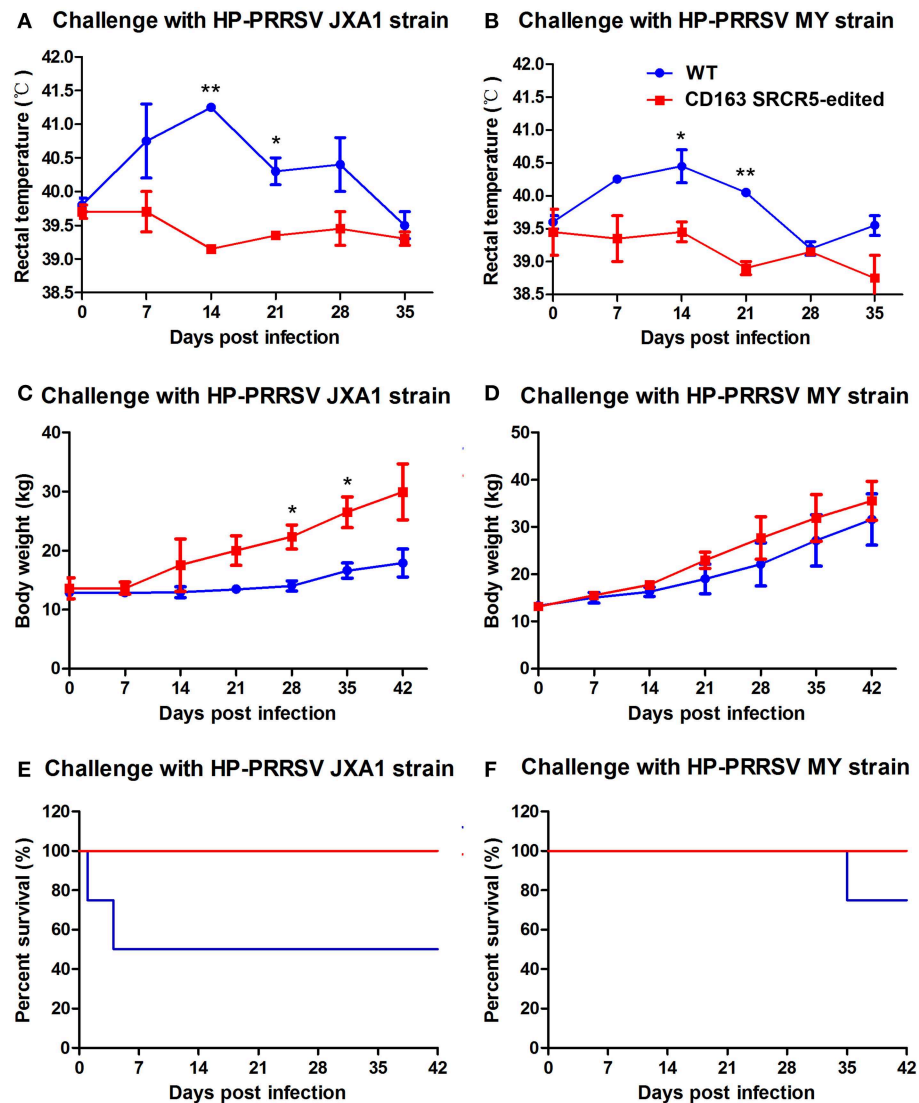 A Challenge with HP-PRRSV JXA1 strain
Rectal temperature (℃)
42.0
41.5
41.0
40.5
40.0
39.5
39.0
38.5
**
*
0 7 14 21 28 35
Days post infection
B Challenge with HP-PRRSV MY strain
Rectal temperature (℃)
42.0
41.5
41.0
40.5
40.0
39.5
39.0
38.5
WT
CD163 SRCR5-edited
*
**
0 7 14 21 28 35
Days post infection
C Challenge with HP-PRRSV JXA1 strain
Body weight (kg)
40
30
20
10
0
*
*
0 7 14 21 28 35 42
Days post infection
D Challenge with HP-PRRSV MY strain
Body weight (kg)
50
40
30
20
10
0
0 7 14 21 28 35 42
Days post infection
E Challenge with HP-PRRSV JXA1 strain
Percent survival (%)
120
100
80
60
40
20
0
0 7 14 21 28 35 42
Days post infection
F Challenge with HP-PRRSV MY strain
Percent survival (%)
120
100
80
60
40
20
0
0 7 14 21 28 35 42
Days post infection